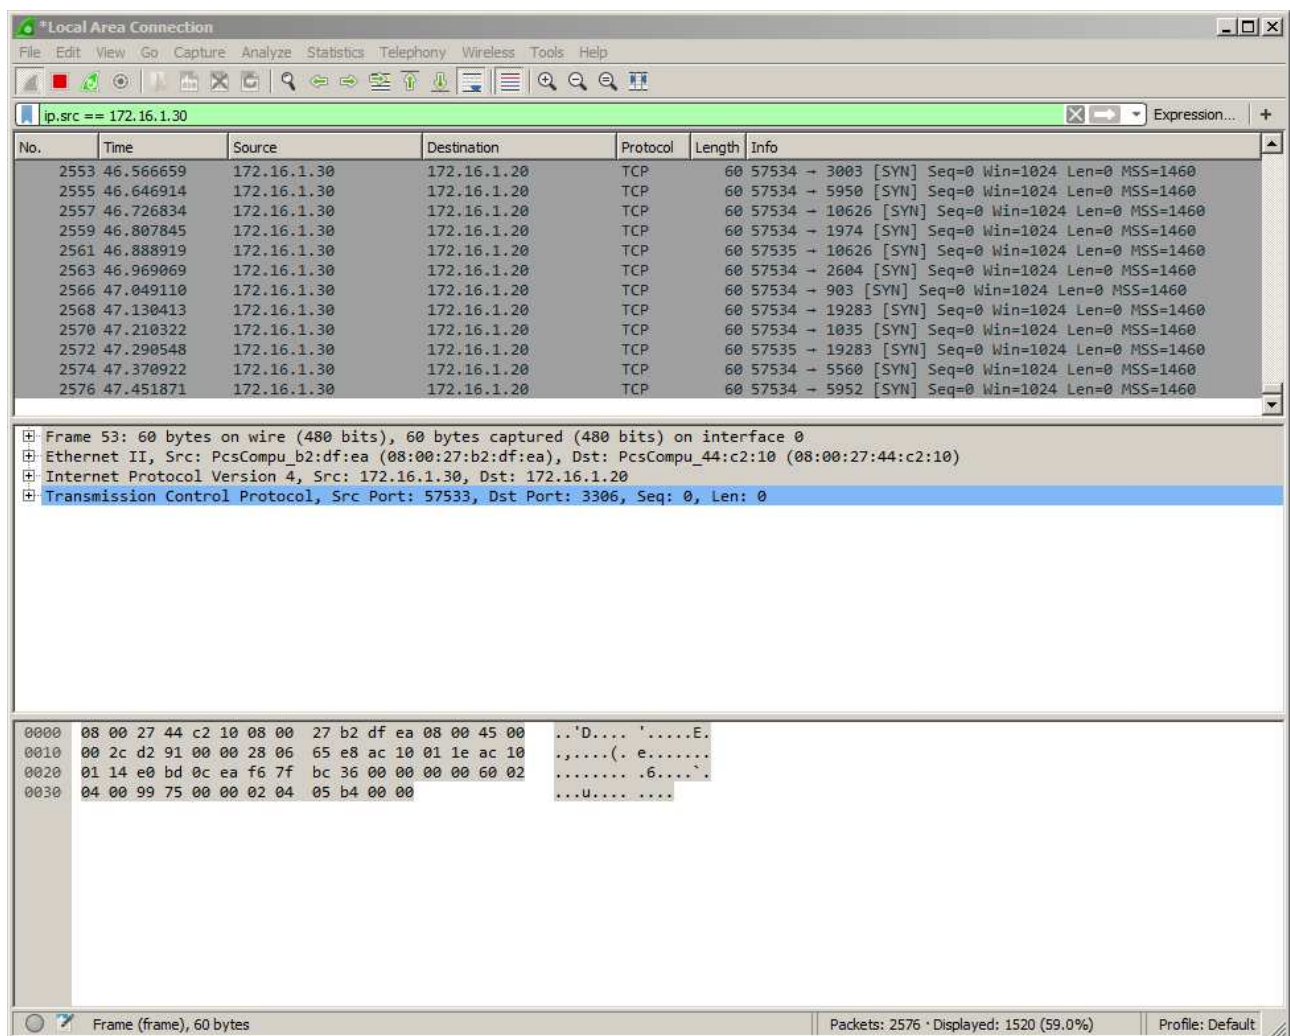 *Local Area Connection
File Edit View Go Capture Analyze Statistics Telephony Wireless Tools Help
ip.src == 172.16.1.30 Expression... +
No. Time Source Destination Protocol Length Info
2553 46.566659 172.16.1.30 172.16.1.20 TCP 60 57534 → 3003 [SYN] Seq=0 Win=1024 Len=0 MSS=1460
2555 46.646914 172.16.1.30 172.16.1.20 TCP 60 57534 → 5950 [SYN] Seq=0 Win=1024 Len=0 MSS=1460
2557 46.726834 172.16.1.30 172.16.1.20 TCP 60 57534 → 10626 [SYN] Seq=0 Win=1024 Len=0 MSS=1460
2559 46.807845 172.16.1.30 172.16.1.20 TCP 60 57534 → 1974 [SYN] Seq=0 Win=1024 Len=0 MSS=1460
2561 46.888919 172.16.1.30 172.16.1.20 TCP 60 57535 → 10626 [SYN] Seq=0 Win=1024 Len=0 MSS=1460
2563 46.969069 172.16.1.30 172.16.1.20 TCP 60 57534 → 2604 [SYN] Seq=0 Win=1024 Len=0 MSS=1460
2566 47.049110 172.16.1.30 172.16.1.20 TCP 60 57534 → 903 [SYN] Seq=0 Win=1024 Len=0 MSS=1460
2568 47.130413 172.16.1.30 172.16.1.20 TCP 60 57534 → 19283 [SYN] Seq=0 Win=1024 Len=0 MSS=1460
2570 47.210322 172.16.1.30 172.16.1.20 TCP 60 57534 → 1035 [SYN] Seq=0 Win=1024 Len=0 MSS=1460
2572 47.290548 172.16.1.30 172.16.1.20 TCP 60 57535 → 19283 [SYN] Seq=0 Win=1024 Len=0 MSS=1460
2574 47.370922 172.16.1.30 172.16.1.20 TCP 60 57534 → 5560 [SYN] Seq=0 Win=1024 Len=0 MSS=1460
2576 47.451871 172.16.1.30 172.16.1.20 TCP 60 57534 → 5952 [SYN] Seq=0 Win=1024 Len=0 MSS=1460
Frame 53: 60 bytes on wire (480 bits), 60 bytes captured (480 bits) on interface 0
Ethernet II, Src: PcsCompu_b2:df:ea (08:00:27:b2:df:ea), Dst: PcsCompu_44:c2:10 (08:00:27:44:c2:10)
Internet Protocol Version 4, Src: 172.16.1.30, Dst: 172.16.1.20
Transmission Control Protocol, Src Port: 57533, Dst Port: 3306, Seq: 0, Len: 0
0000 08 00 27 44 c2 10 08 00 27 b2 df ea 08 00 45 00 ..'D.... '.....E.
0010 00 2c d2 91 00 00 28 06 65 e8 ac 10 01 1e ac 10 .,....(. e.......
0020 01 14 e0 bd 0c ea f6 7f bc 36 00 00 00 00 60 02 ........ .6....`.
0030 04 00 99 75 00 00 02 04 05 b4 00 00 ...u.... ....
Frame (frame), 60 bytes Packets: 2576 · Displayed: 1520 (59.0%) Profile: Default